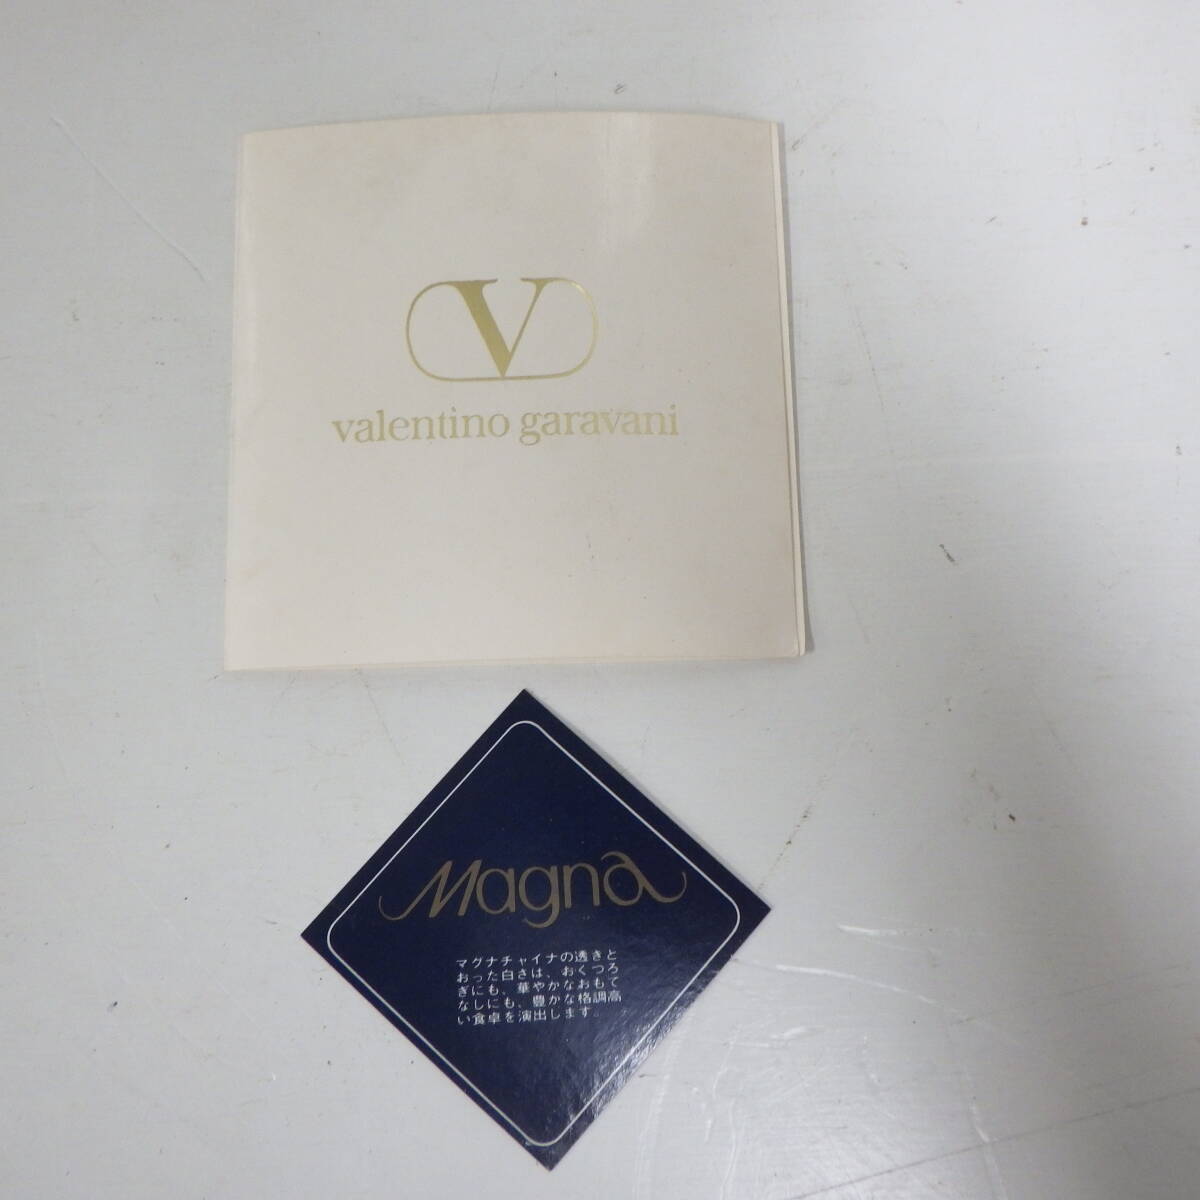 V
valentino garavani
Magna
マグナチャイナの透きと
おった白さは、おくつろ
ぎにも、華やかなおもて
なしにも、豊かな格調高
い食卓を演出します。